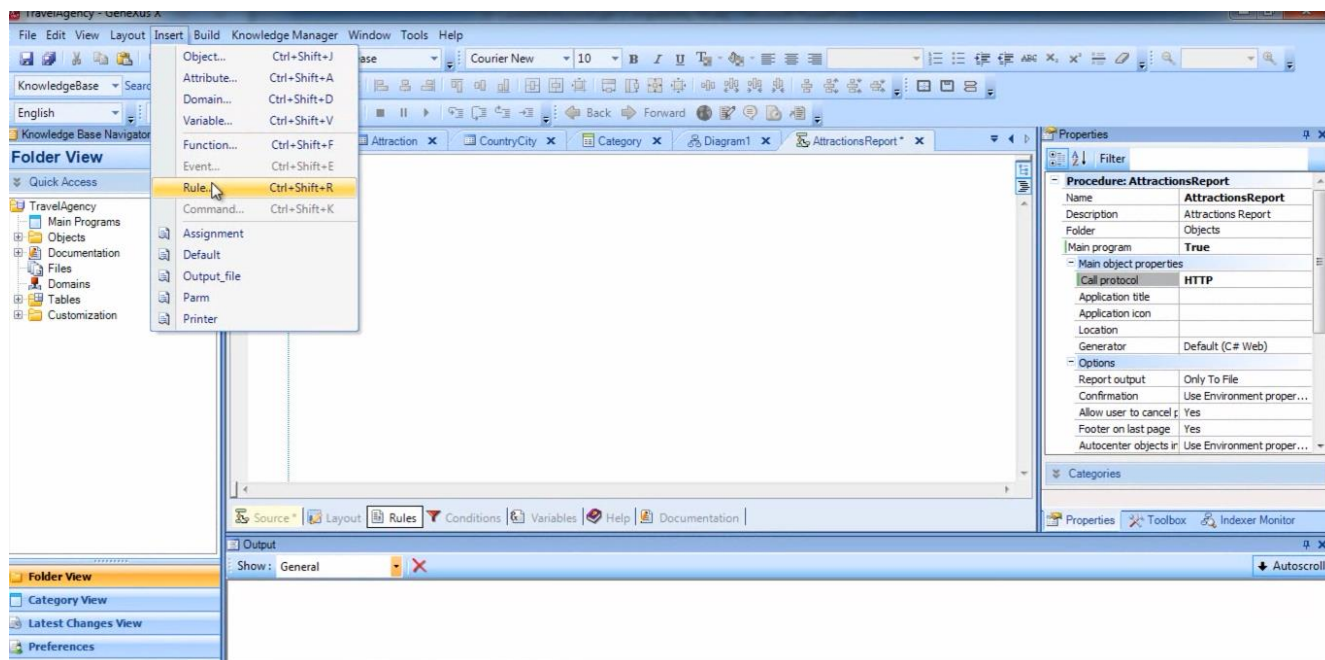 TravelAgency - GeneXus X
File Edit View Layout Insert Build Knowledge Manager Window Tools Help
Courier New 10 B I U
ABC
KnowledgeBase
English
Back Forward
Object... Ctrl+Shift+J
Attribute... Ctrl+Shift+A
Domain... Ctrl+Shift+D
Variable... Ctrl+Shift+V
Function... Ctrl+Shift+F
Event... Ctrl+Shift+E
Rule... Ctrl+Shift+R
Command... Ctrl+Shift+K
Assignment
Default
Output_file
Parm
Printer
Knowledge Base Navigator
Folder View
Quick Access
TravelAgency
Main Programs
Objects
Documentation
Files
Domains
Tables
Customization
Folder View
Category View
Latest Changes View
Preferences
Attraction CountryCity Category Diagram1 AttractionsReport*
Source* Layout Rules Conditions Variables Help Documentation
Output
Show: General
Autoscroll
Properties
Filter
Procedure: AttractionsReport
Name AttractionsReport
Description Attractions Report
Folder Objects
Main program True
Main object properties
Call protocol HTTP
Application title
Application icon
Location
Generator Default (C# Web)
Options
Report output Only To File
Confirmation Use Environment proper...
Allow user to cancel p Yes
Footer on last page Yes
Autocenter objects ir Use Environment proper...
Categories
Properties Toolbox Indexer Monitor